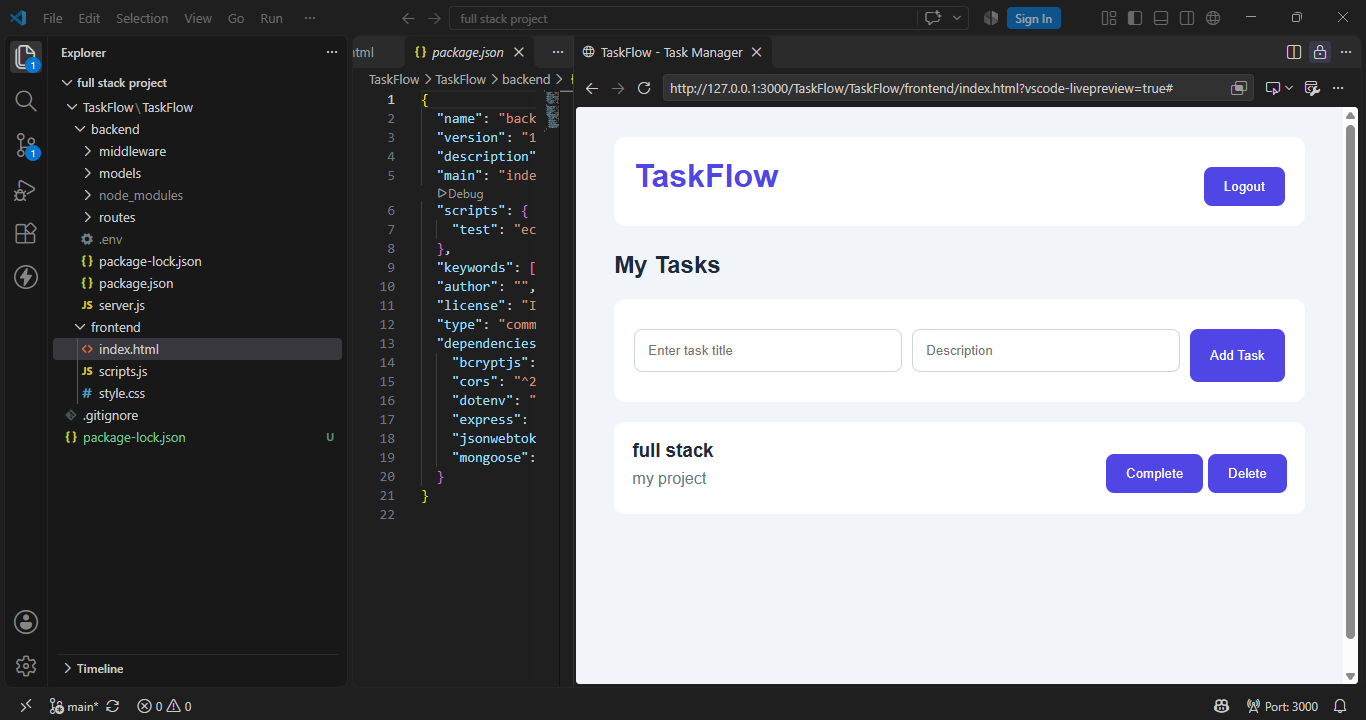 File Edit Selection View Go Run ··· full stack project Sign In
Explorer ···
full stack project
TaskFlow \ TaskFlow
backend
middleware
models
node_modules
routes
.env
{} package-lock.json
{} package.json
JS server.js
frontend
<> index.html
JS scripts.js
# style.css
.gitignore
{} package-lock.json U
Timeline
html {} package.json ···
TaskFlow > TaskFlow > backend >
1 {
2 "name": "back
3 "version": "1
4 "description"
5 "main": "inde
Debug
6 "scripts": {
7 "test": "ec
8 },
9 "keywords": [
10 "author": "",
11 "license": "I
12 "type": "comm
13 "dependencies
14 "bcryptjs":
15 "cors": "^2
16 "dotenv": "
17 "express":
18 "jsonwebtok
19 "mongoose":
20 }
21 }
22
TaskFlow - Task Manager
http://127.0.0.1:3000/TaskFlow/TaskFlow/frontend/index.html?vscode-livepreview=true#
TaskFlow
Logout
My Tasks
Enter task title Description Add Task
full stack
my project
Complete Delete
1
1
main* 0 0 Port: 3000